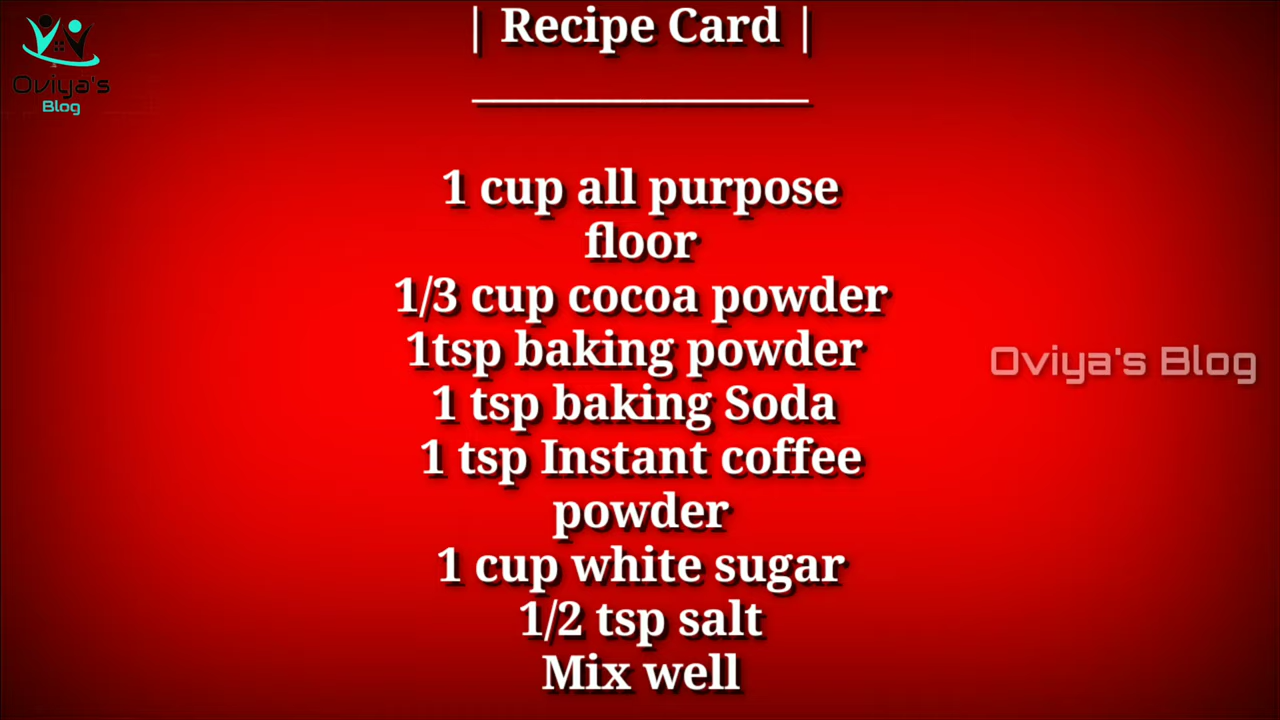 | Recipe Card |
Oviya's
Blog
1 cup all purpose
floor
1/3 cup cocoa powder
1tsp baking powder
1 tsp baking Soda
1 tsp Instant coffee
powder
1 cup white sugar
1/2 tsp salt
Mix well
Oviya's Blog